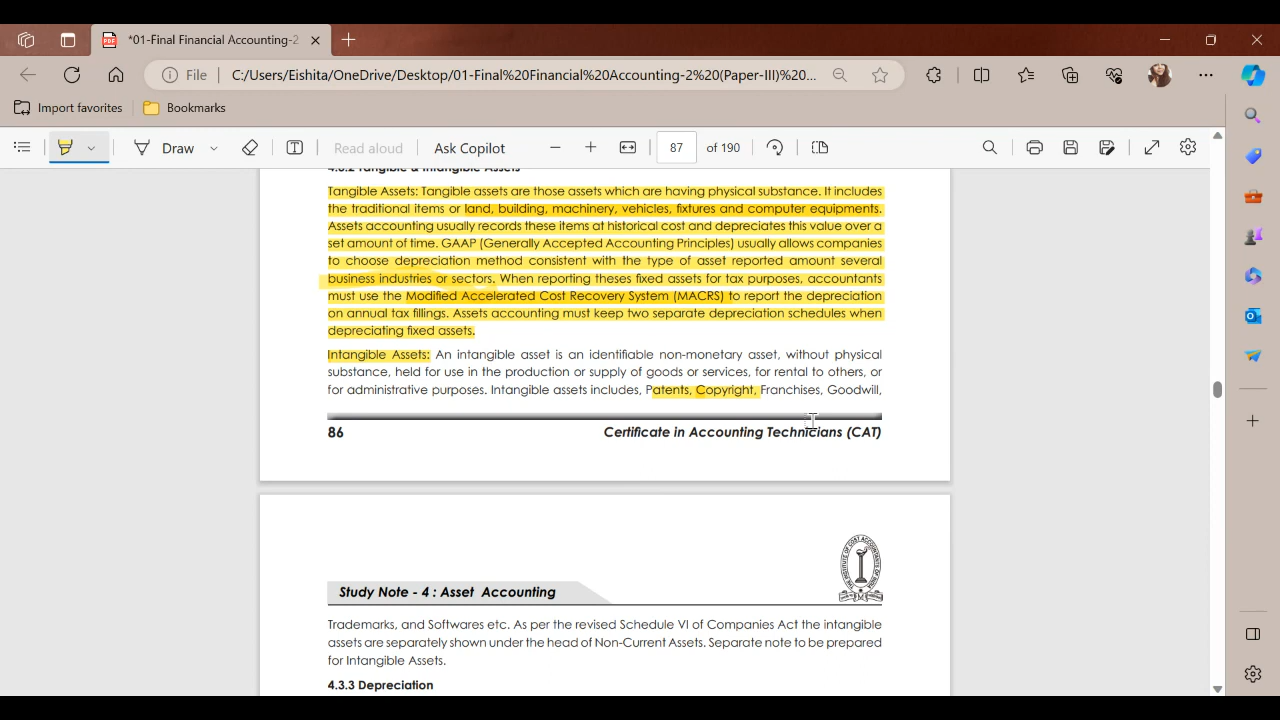 *01-Final Financial Accounting-2
File C:/Users/Eishita/OneDrive/Desktop/01-Final%20Financial%20Accounting-2%20(Paper-III)%20...
Import favorites Bookmarks
Draw Read aloud Ask Copilot 87 of 190
4.3.2 Tangible & Intangible Assets
Tangible Assets: Tangible assets are those assets which are having physical substance. It includes
the traditional items or land, building, machinery, vehicles, fixtures and computer equipments.
Assets accounting usually records these items at historical cost and depreciates this value over a
set amount of time. GAAP (Generally Accepted Accounting Principles) usually allows companies
to choose depreciation method consistent with the type of asset reported amount several
business industries or sectors. When reporting theses fixed assets for tax purposes, accountants
must use the Modified Accelerated Cost Recovery System (MACRS) to report the depreciation
on annual tax fillings. Assets accounting must keep two separate depreciation schedules when
depreciating fixed assets.
Intangible Assets: An intangible asset is an identifiable non-monetary asset, without physical
substance, held for use in the production or supply of goods or services, for rental to others, or
for administrative purposes. Intangible assets includes, Patents, Copyright, Franchises, Goodwill,
86 Certificate in Accounting Technicians (CAT)
Study Note - 4 : Asset Accounting
Trademarks, and Softwares etc. As per the revised Schedule VI of Companies Act the intangible
assets are separately shown under the head of Non-Current Assets. Separate note to be prepared
for Intangible Assets.
4.3.3 Depreciation